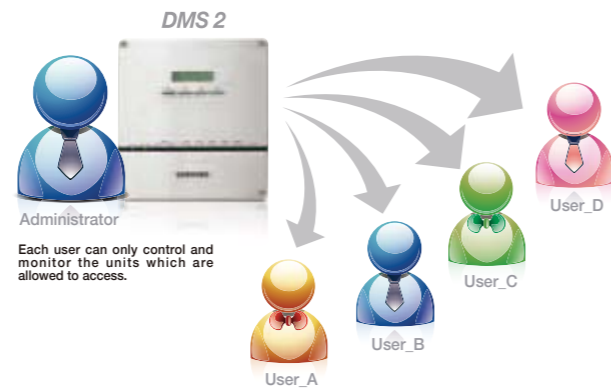 DMS 2
Administrator
Each user can only control and
monitor the units which are
allowed to access.
User_A
User_B
User_C
User_D